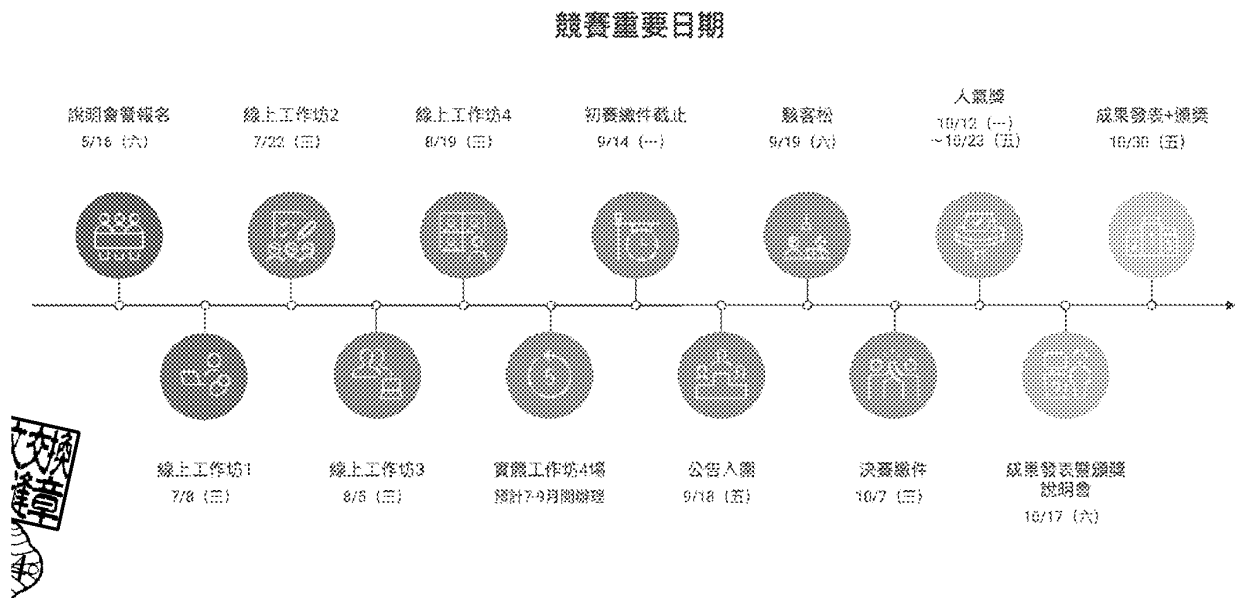 競賽重要日期
說明會暨報名
5/16（六）
線上工作坊2
7/22（三）
線上工作坊4
8/19（三）
初賽繳件截止
9/14（一）
駭客松
9/19（六）
人氣獎
10/12（一）
~10/23（五）
成果發表+頒獎
10/30（五）
線上工作坊1
7/8（三）
線上工作坊3
8/5（三）
實體工作坊4場
預計7-9月間辦理
公告入圍
9/18（五）
決賽繳件
10/7（三）
成果發表暨頒獎
說明會
10/17（六）
交換
章